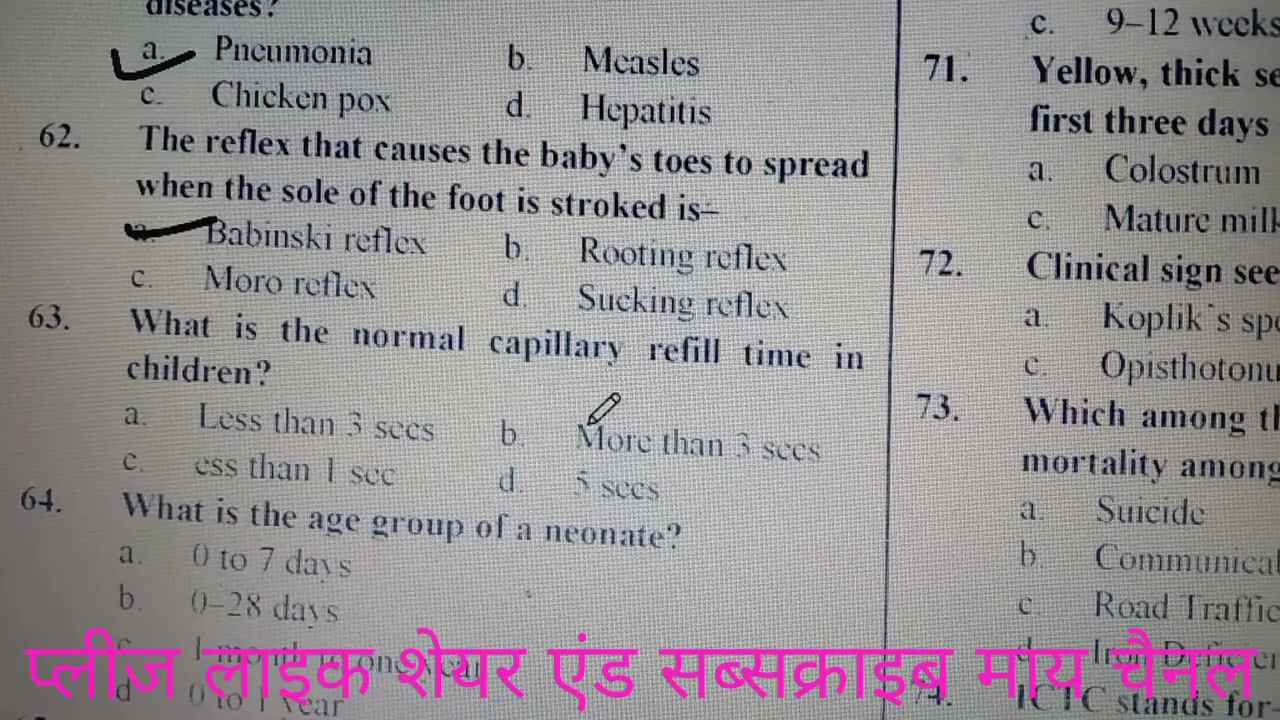 diseases?
a. Pneumonia b. Measles
c. Chicken pox d. Hepatitis
62. The reflex that causes the baby's toes to spread
when the sole of the foot is stroked is–
a. Babinski reflex b. Rooting reflex
c. Moro reflex d. Sucking reflex
63. What is the normal capillary refill time in
children?
a. Less than 3 secs b. More than 3 secs
c. ess than 1 sec d. 5 secs
64. What is the age group of a neonate?
a. 0 to 7 days
b. 0–28 days
c. 1 month
d 0 to 1 year
c. 9–12 weeks
71. Yellow, thick se
first three days
a. Colostrum
c. Mature milk
72. Clinical sign see
a. Koplik's spo
c. Opisthotonu
73. Which among th
mortality among
a. Suicide
b. Communical
c. Road Traffic
d. Iron Deficien
74. ICTC stands for-
प्लीज लाइक शेयर एंड सब्सक्राइब माय चैनल